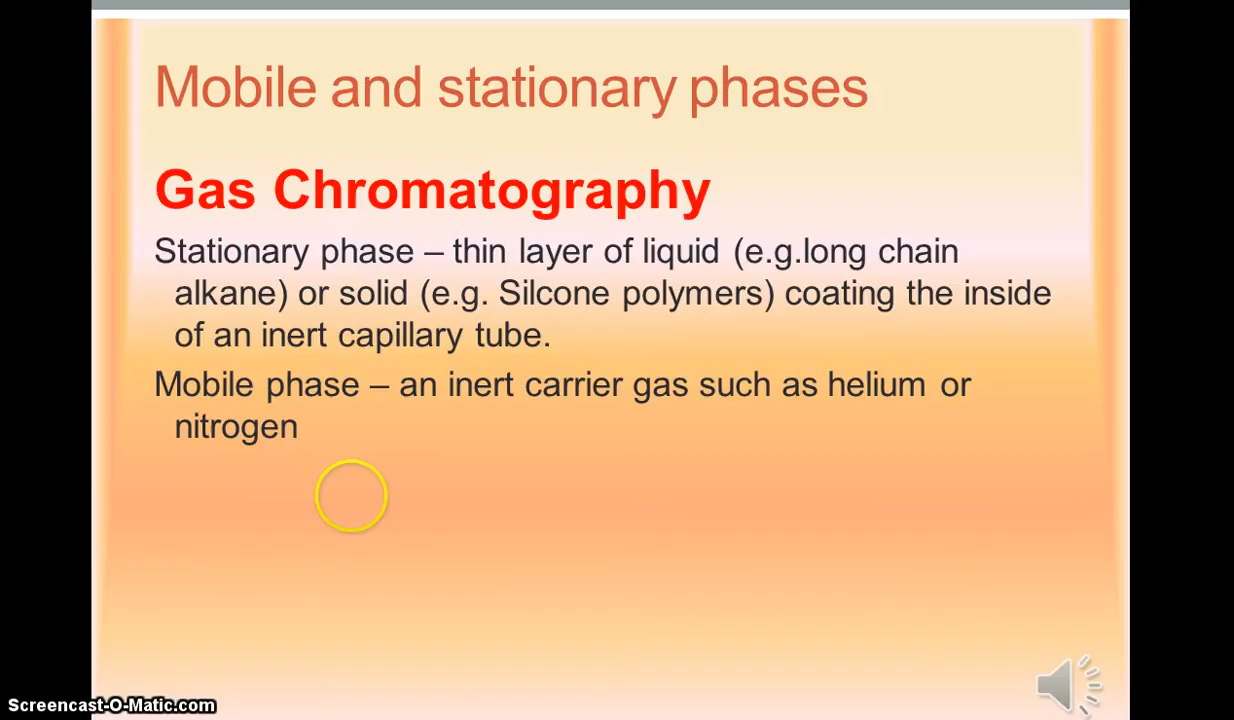 Mobile and stationary phases
Gas Chromatography
Stationary phase – thin layer of liquid (e.g.long chain
alkane) or solid (e.g. Silcone polymers) coating the inside
of an inert capillary tube.
Mobile phase – an inert carrier gas such as helium or
nitrogen
Screencast-O-Matic.com